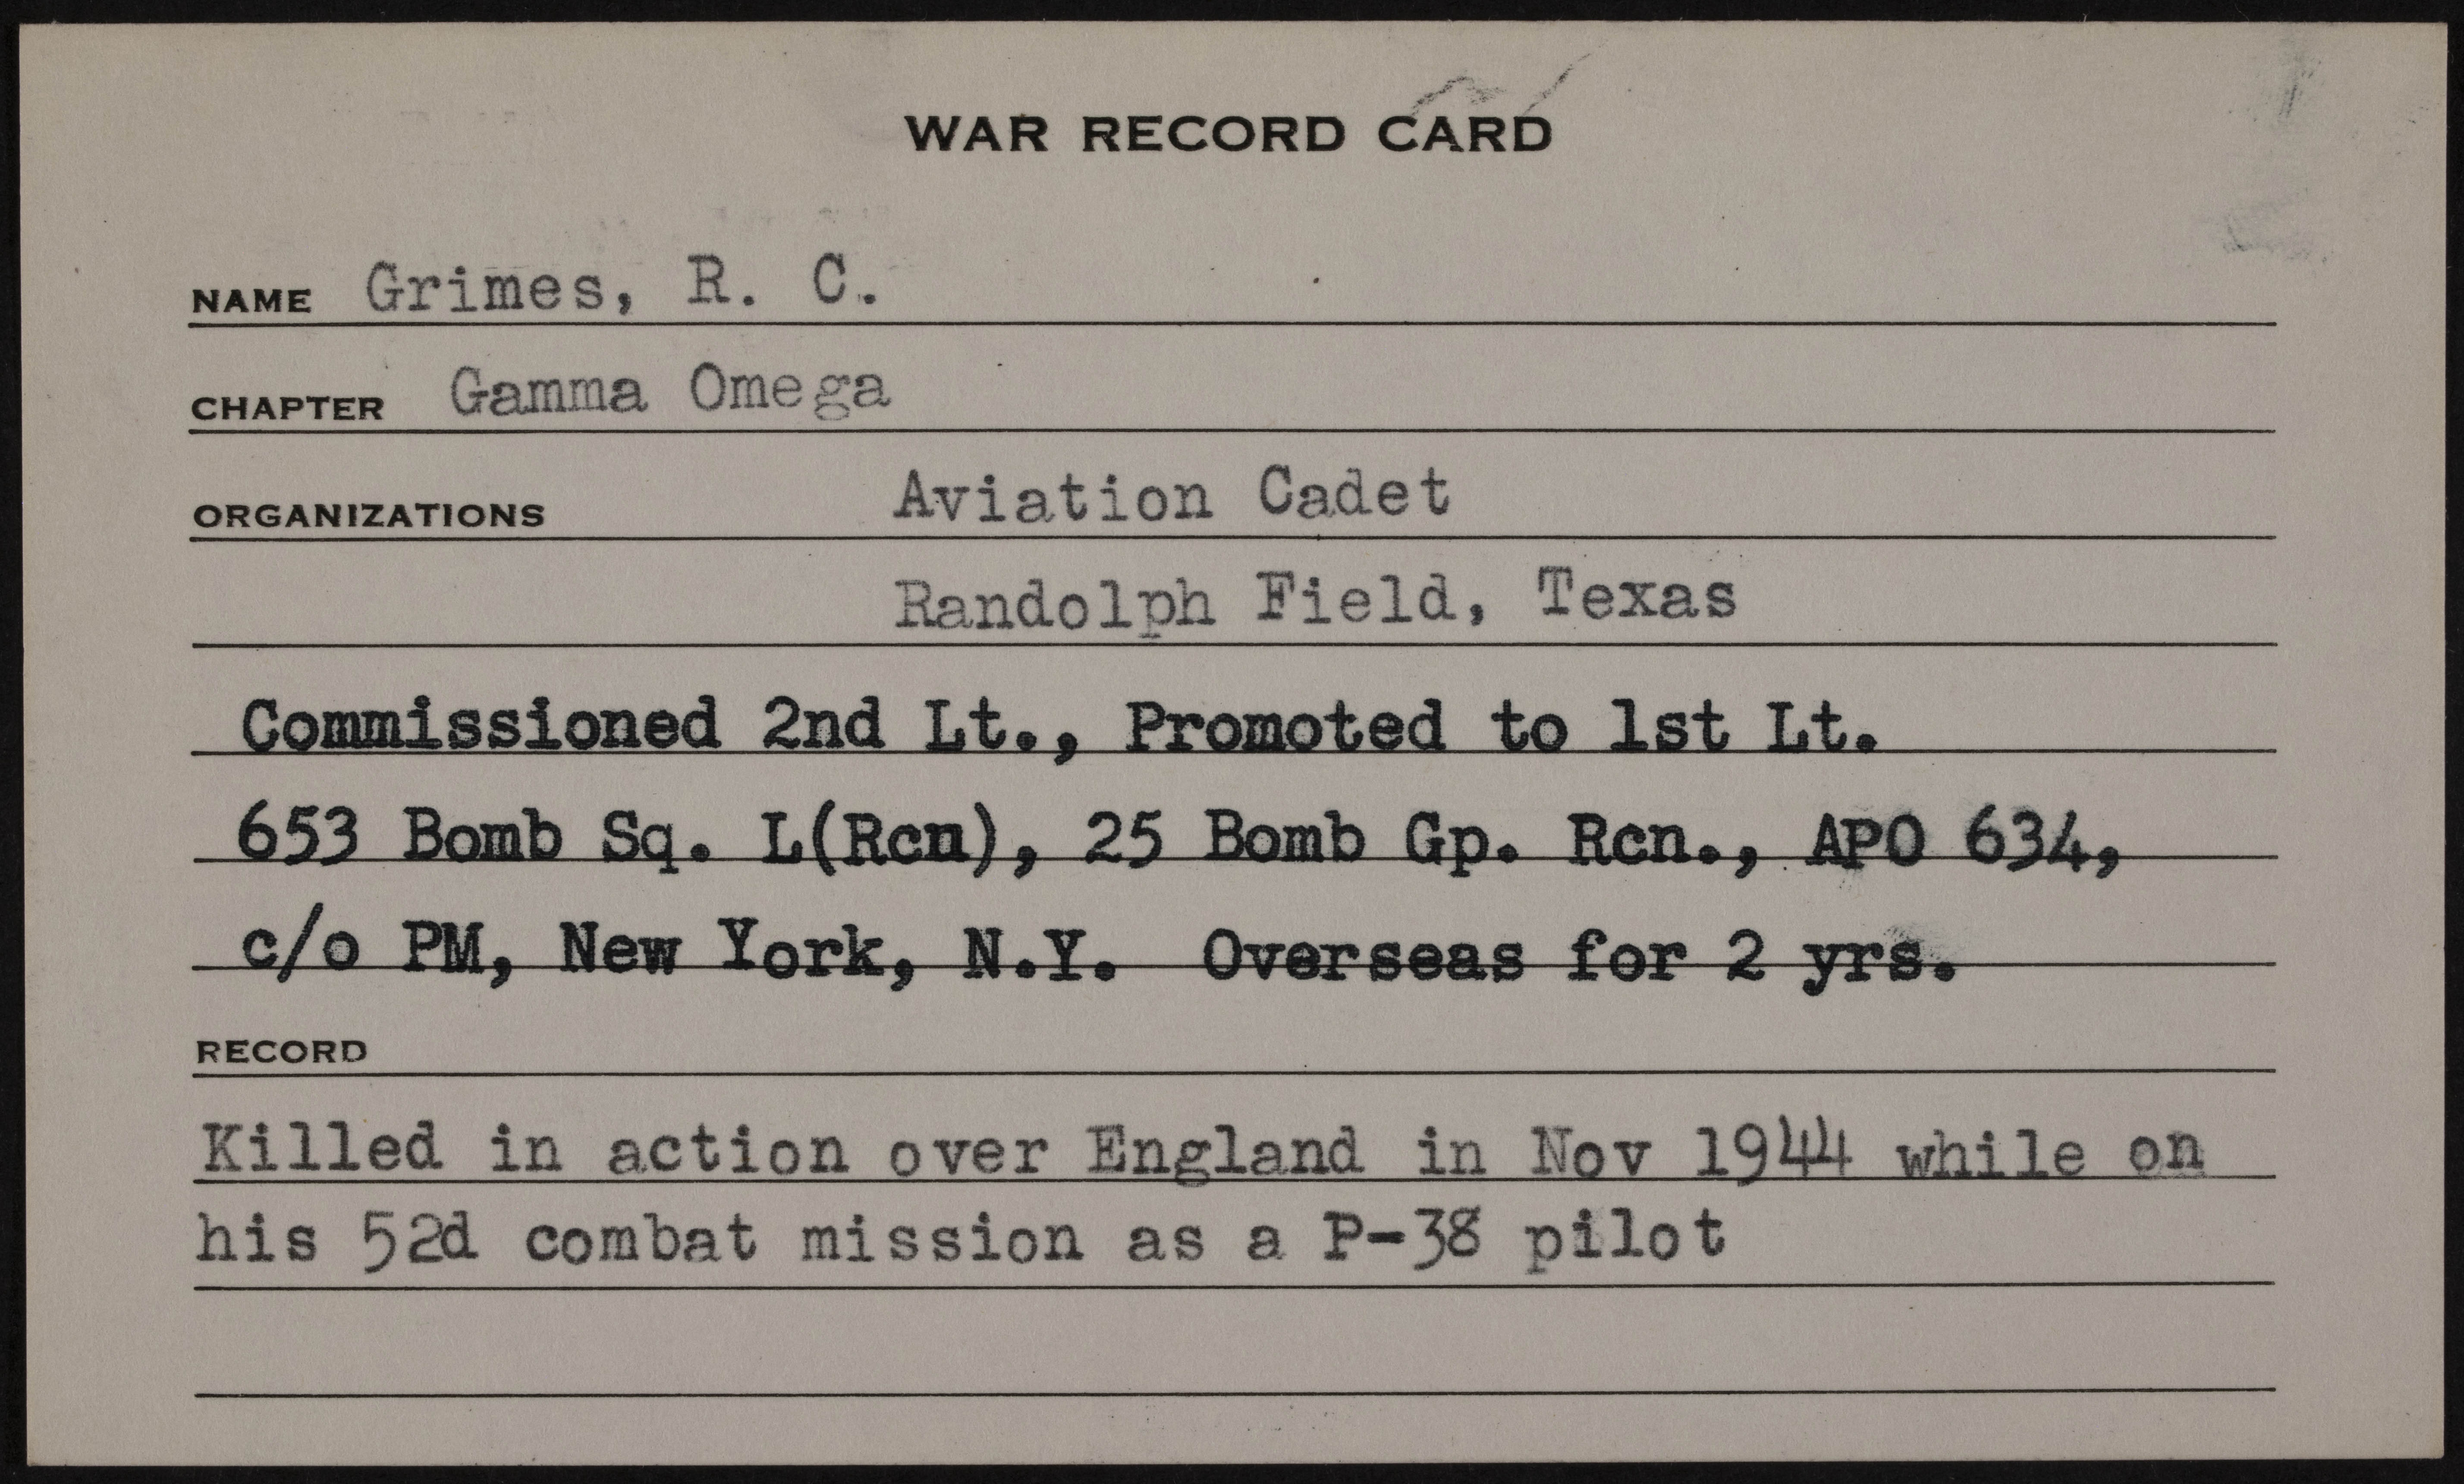 WAR RECORD CARD
NAME Grimes, R. C.
CHAPTER Gamma Omega
ORGANIZATIONS Aviation Cadet
Randolph Field, Texas
Commissioned 2nd Lt., Promoted to 1st Lt.
653 Bomb Sq. L(Rcn), 25 Bomb Gp. Rcn., APO 634,
c/o PM, New York, N.Y. Overseas for 2 yrs.
RECORD
Killed in action over England in Nov 1944 while on
his 52d combat mission as a P-38 pilot